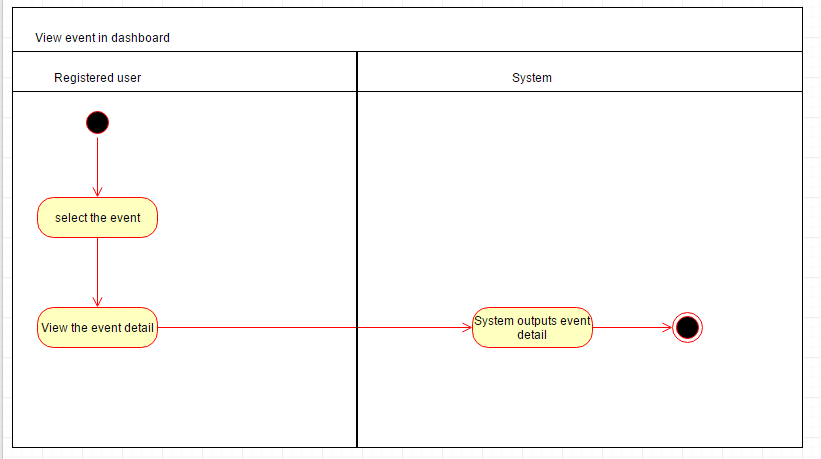 View event in dashboard
Registered user
System
select the event
View the event detail
System outputs event
detail